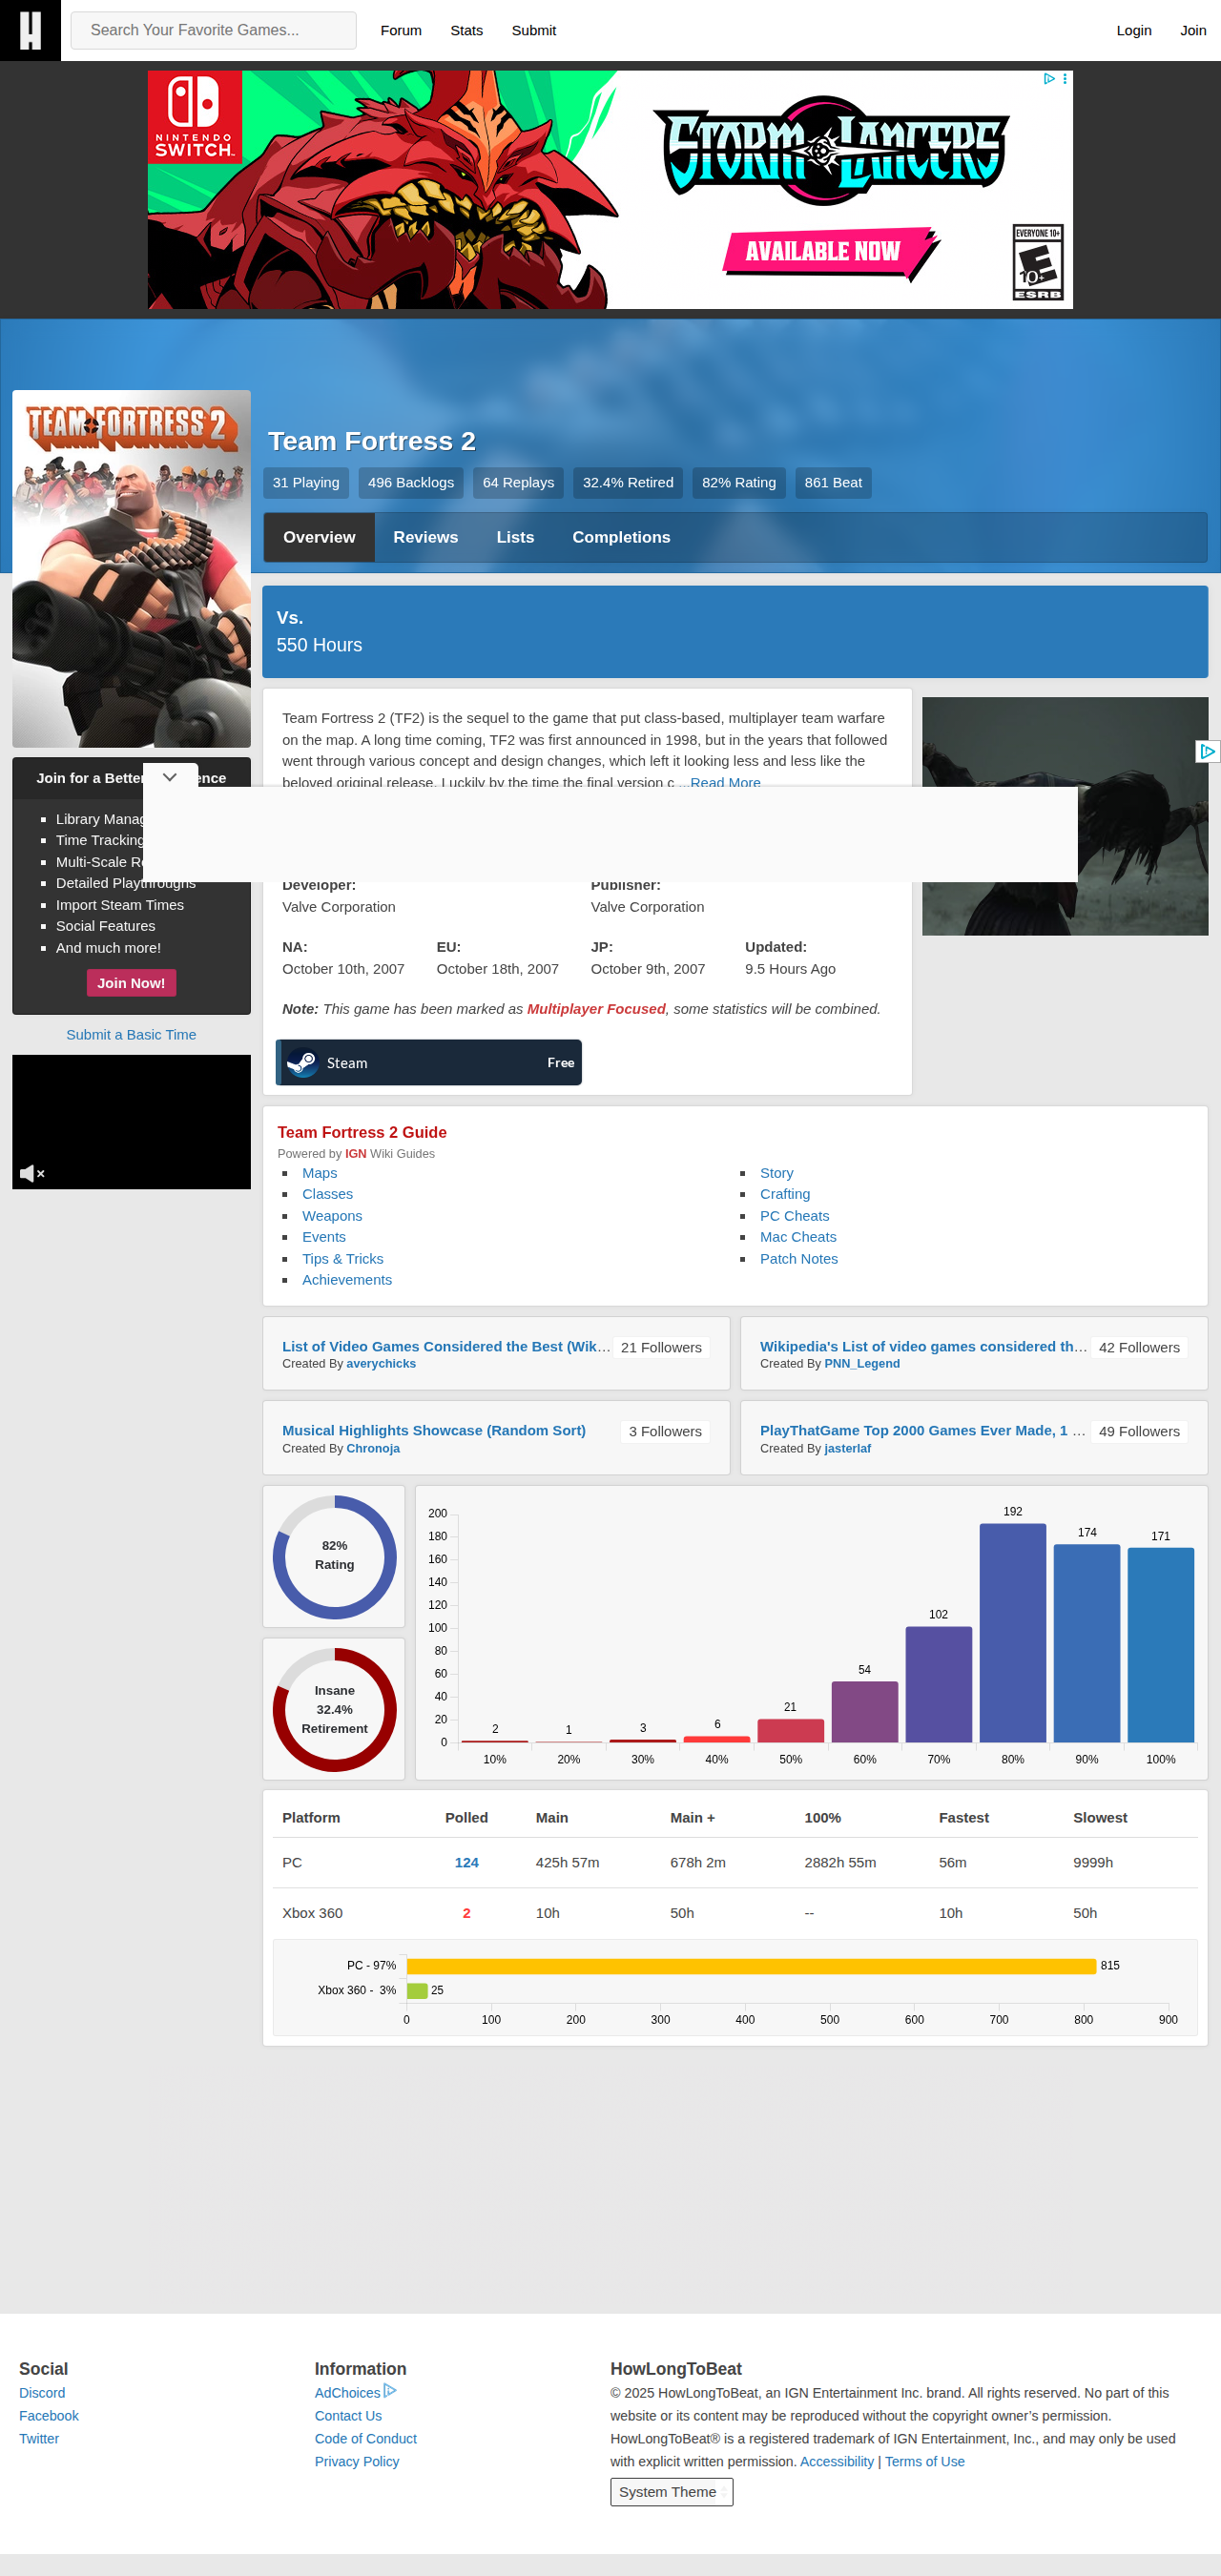 H
Search Your Favorite Games...
Forum
Stats
Submit
Login
Join
NINTENDO
SWITCH
STORM LANCERS
AVAILABLE NOW
EVERYONE 10+
E
10+
ESRB
TEAM FORTRESS 2
Team Fortress 2
31 Playing
496 Backlogs
64 Replays
32.4% Retired
82% Rating
861 Beat
Overview
Reviews
Lists
Completions
Vs.
550 Hours
Team Fortress 2 (TF2) is the sequel to the game that put class-based, multiplayer team warfare
on the map. A long time coming, TF2 was first announced in 1998, but in the years that followed
went through various concept and design changes, which left it looking less and less like the
beloved original release. Luckily by the time the final version c ...Read More
Join for a Better
Library
Time Tracking
Multi-Scale
Detailed Playthroughs
Import Steam Times
Social Features
And much more!
Join Now!
Submit a Basic Time
Developer:
Valve Corporation
Publisher:
Valve Corporation
NA:
October 10th, 2007
EU:
October 18th, 2007
JP:
October 9th, 2007
Updated:
9.5 Hours Ago
Note: This game has been marked as Multiplayer Focused, some statistics will be combined.
Steam
Free
Team Fortress 2 Guide
Powered by IGN Wiki Guides
Maps
Classes
Weapons
Events
Tips & Tricks
Achievements
Story
Crafting
PC Cheats
Mac Cheats
Patch Notes
List of Video Games Considered the Best (Wik...
21 Followers
Created By averychicks
Wikipedia's List of video games considered th...
42 Followers
Created By PNN_Legend
Musical Highlights Showcase (Random Sort)
3 Followers
Created By Chronoja
PlayThatGame Top 2000 Games Ever Made, 1 ...
49 Followers
Created By jasterlaf
82%
Rating
Insane
32.4%
Retirement
200
180
160
140
120
100
80
60
40
20
0
2
1
3
6
21
54
102
192
174
171
10%
20%
30%
40%
50%
60%
70%
80%
90%
100%
Platform Polled Main Main + 100% Fastest Slowest
PC 124 425h 57m 678h 2m 2882h 55m 56m 9999h
Xbox 360 2 10h 50h -- 10h 50h
PC - 97%
815
Xbox 360 - 3%
25
0 100 200 300 400 500 600 700 800 900
Social
Discord
Facebook
Twitter
Information
AdChoices
Contact Us
Code of Conduct
Privacy Policy
HowLongToBeat
© 2025 HowLongToBeat, an IGN Entertainment Inc. brand. All rights reserved. No part of this
website or its content may be reproduced without the copyright owner’s permission.
HowLongToBeat® is a registered trademark of IGN Entertainment, Inc., and may only be used
with explicit written permission. Accessibility | Terms of Use
System Theme